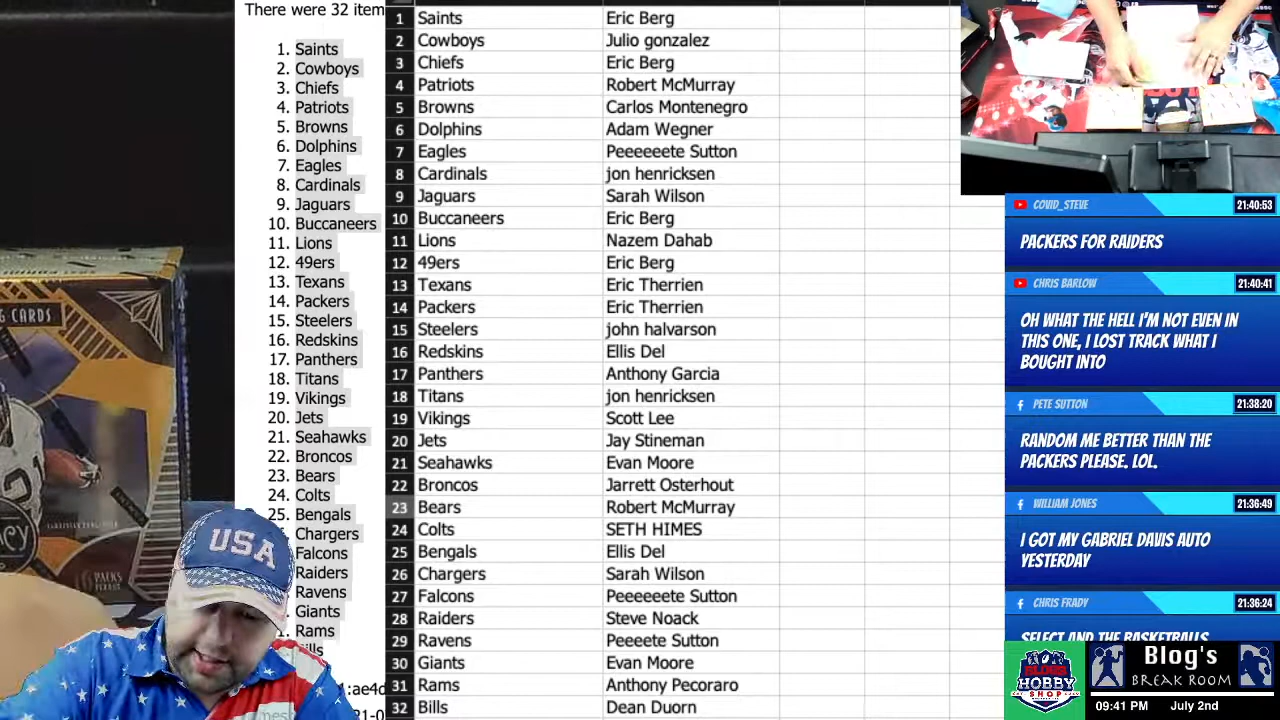 There were 32 item
1. Saints
2. Cowboys
3. Chiefs
4. Patriots
5. Browns
6. Dolphins
7. Eagles
8. Cardinals
9. Jaguars
10. Buccaneers
11. Lions
12. 49ers
13. Texans
14. Packers
15. Steelers
16. Redskins
17. Panthers
18. Titans
19. Vikings
20. Jets
21. Seahawks
22. Broncos
23. Bears
24. Colts
25. Bengals
Chargers
Falcons
Raiders
Ravens
Giants
Rams
:ae4d
21-0
1 Saints Eric Berg
2 Cowboys Julio gonzalez
3 Chiefs Eric Berg
4 Patriots Robert McMurray
5 Browns Carlos Montenegro
6 Dolphins Adam Wegner
7 Eagles Peeeeeete Sutton
8 Cardinals jon henricksen
9 Jaguars Sarah Wilson
10 Buccaneers Eric Berg
11 Lions Nazem Dahab
12 49ers Eric Berg
13 Texans Eric Therrien
14 Packers Eric Therrien
15 Steelers john halvarson
16 Redskins Ellis Del
17 Panthers Anthony Garcia
18 Titans jon henricksen
19 Vikings Scott Lee
20 Jets Jay Stineman
21 Seahawks Evan Moore
22 Broncos Jarrett Osterhout
23 Bears Robert McMurray
24 Colts SETH HIMES
25 Bengals Ellis Del
26 Chargers Sarah Wilson
27 Falcons Peeeeeete Sutton
28 Raiders Steve Noack
29 Ravens Peeeete Sutton
30 Giants Evan Moore
31 Rams Anthony Pecoraro
32 Bills Dean Duorn
G CARDS
USA
COVID_STEVE 21:40:53
PACKERS FOR RAIDERS
CHRIS BARLOW 21:40:41
OH WHAT THE HELL I'M NOT EVEN IN
THIS ONE, I LOST TRACK WHAT I
BOUGHT INTO
PETE SUTTON 21:38:20
RANDOM ME BETTER THAN THE
PACKERS PLEASE. LOL.
WILLIAM JONES 21:36:49
I GOT MY GABRIEL DAVIS AUTO
YESTERDAY
CHRIS FRADY 21:36:24
SELECT AND THE BASKETBALLS
BLOGS
HOBBY
SHOP
Blog's
BREAK ROOM
09:41 PM July 2nd